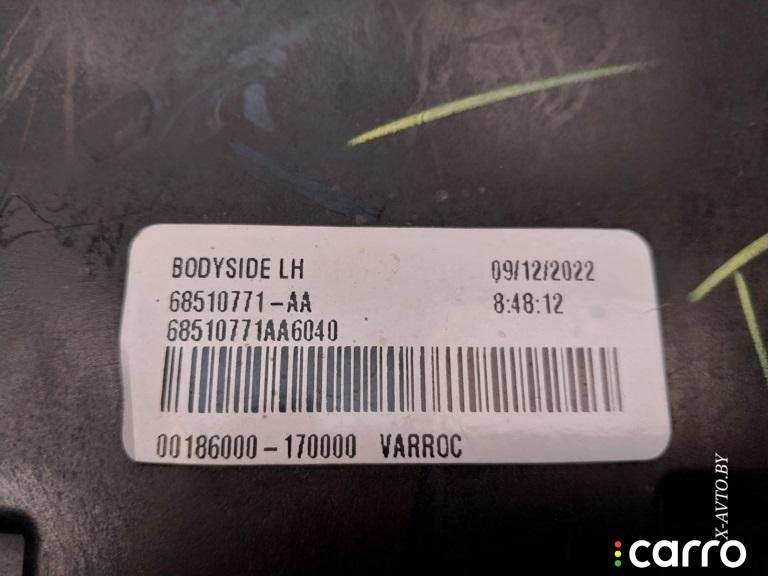 BODYSIDE LH 09/12/2022
68510771-AA 8:48:12
68510771AA6040
00186000-170000 VARROC
X-AVTO.BY
carro